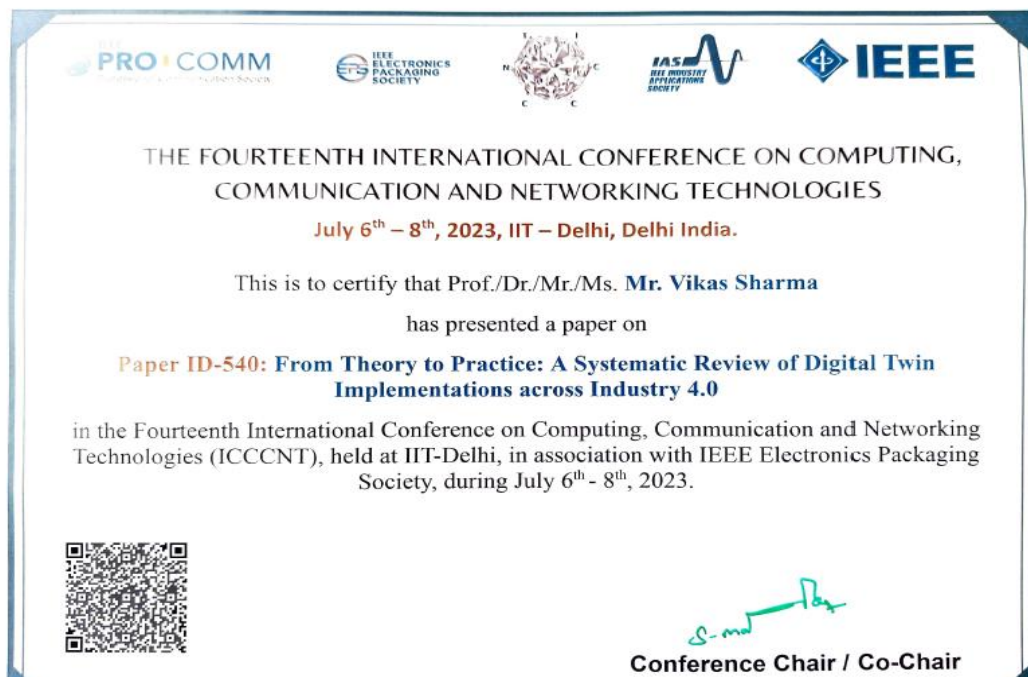 PRO COMM
IEEE
ELECTRONICS
PACKAGING
SOCIETY
IAS
IEEE INDUSTRY
APPLICATIONS
SOCIETY
IEEE
THE FOURTEENTH INTERNATIONAL CONFERENCE ON COMPUTING,
COMMUNICATION AND NETWORKING TECHNOLOGIES
July 6th – 8th, 2023, IIT – Delhi, Delhi India.
This is to certify that Prof./Dr./Mr./Ms. Mr. Vikas Sharma
has presented a paper on
Paper ID-540: From Theory to Practice: A Systematic Review of Digital Twin
Implementations across Industry 4.0
in the Fourteenth International Conference on Computing, Communication and Networking
Technologies (ICCCNT), held at IIT-Delhi, in association with IEEE Electronics Packaging
Society, during July 6th - 8th, 2023.
Conference Chair / Co-Chair